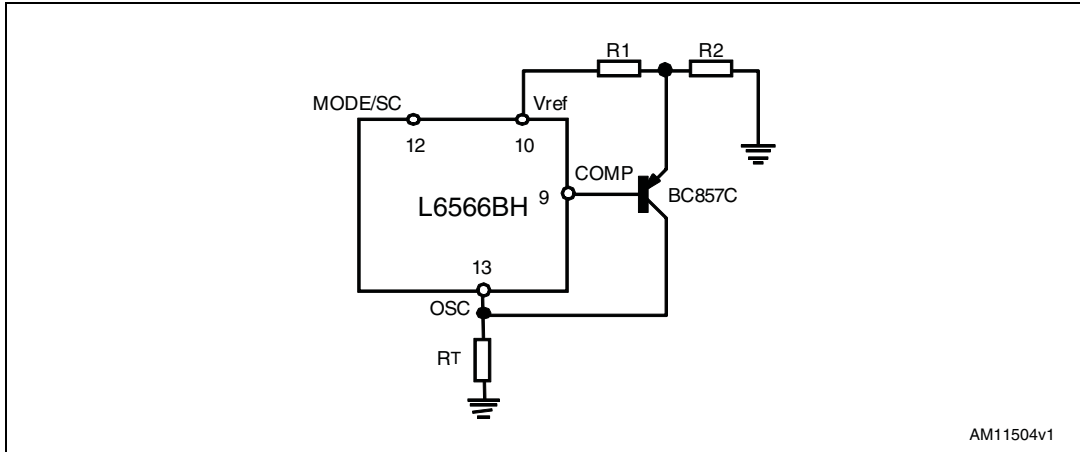 R1 R2
MODE/SC Vref
12 10
COMP
9
BC857C
L6566BH
13
OSC
RT
AM11504v1